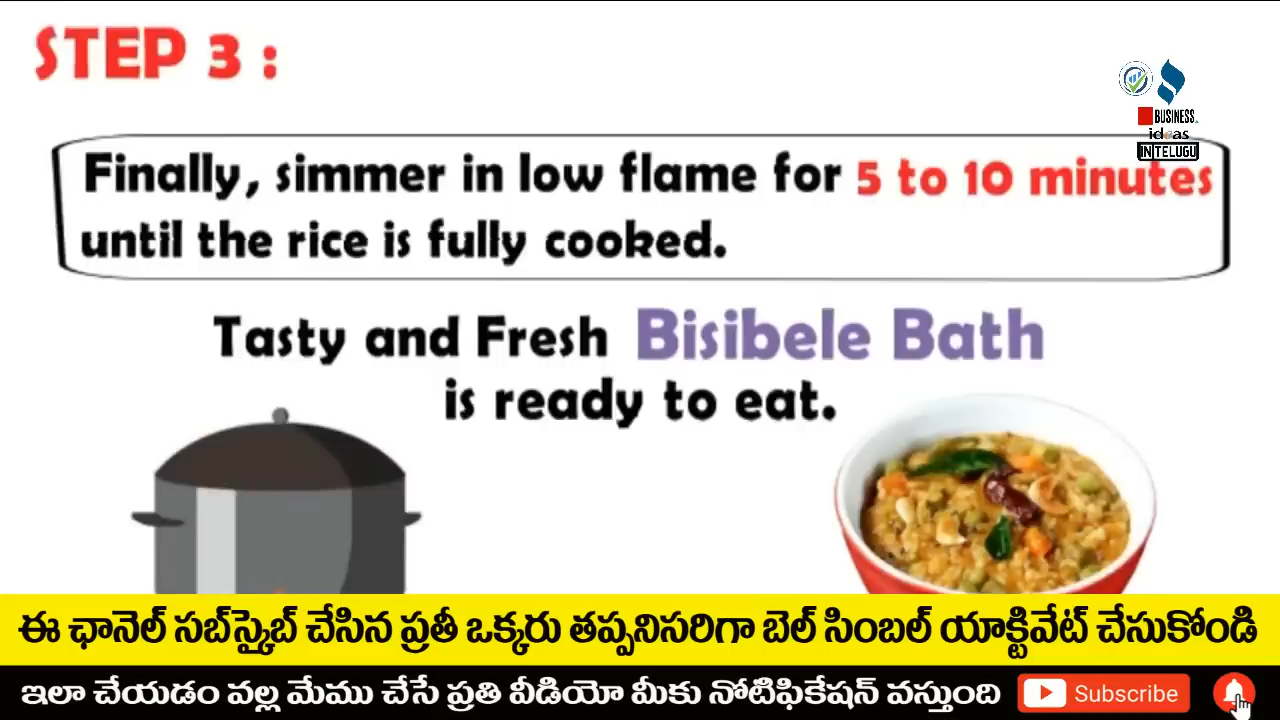 STEP 3 :
BUSINESS
ideas
IN TELUGU
Finally, simmer in low flame for 5 to 10 minutes
until the rice is fully cooked.
Tasty and Fresh Bisibele Bath
is ready to eat.
ఈ ఛానెల్ సబ్‌స్క్రైబ్ చేసిన ప్రతీ ఒక్కరు తప్పనిసరిగా బెల్ సింబల్ యాక్టివేట్ చేసుకోండి
ఇలా చేయడం వల్ల మేము చేసే ప్రతి వీడియో మీకు నోటిఫికేషన్ వస్తుంది
Subscribe